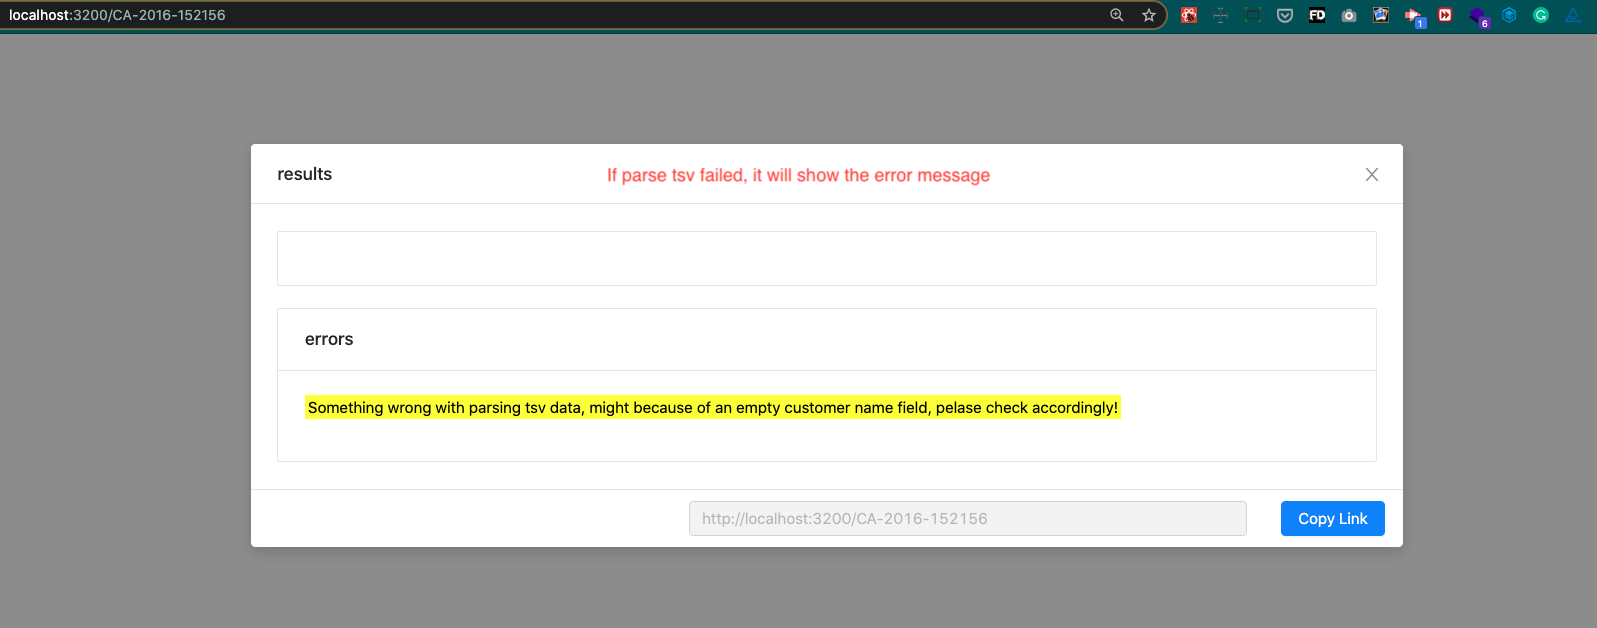 localhost:3200/CA-2016-152156
FD
1
6
G
results
If parse tsv failed, it will show the error message
errors
Something wrong with parsing tsv data, might because of an empty customer name field, pelase check accordingly!
http://localhost:3200/CA-2016-152156
Copy Link